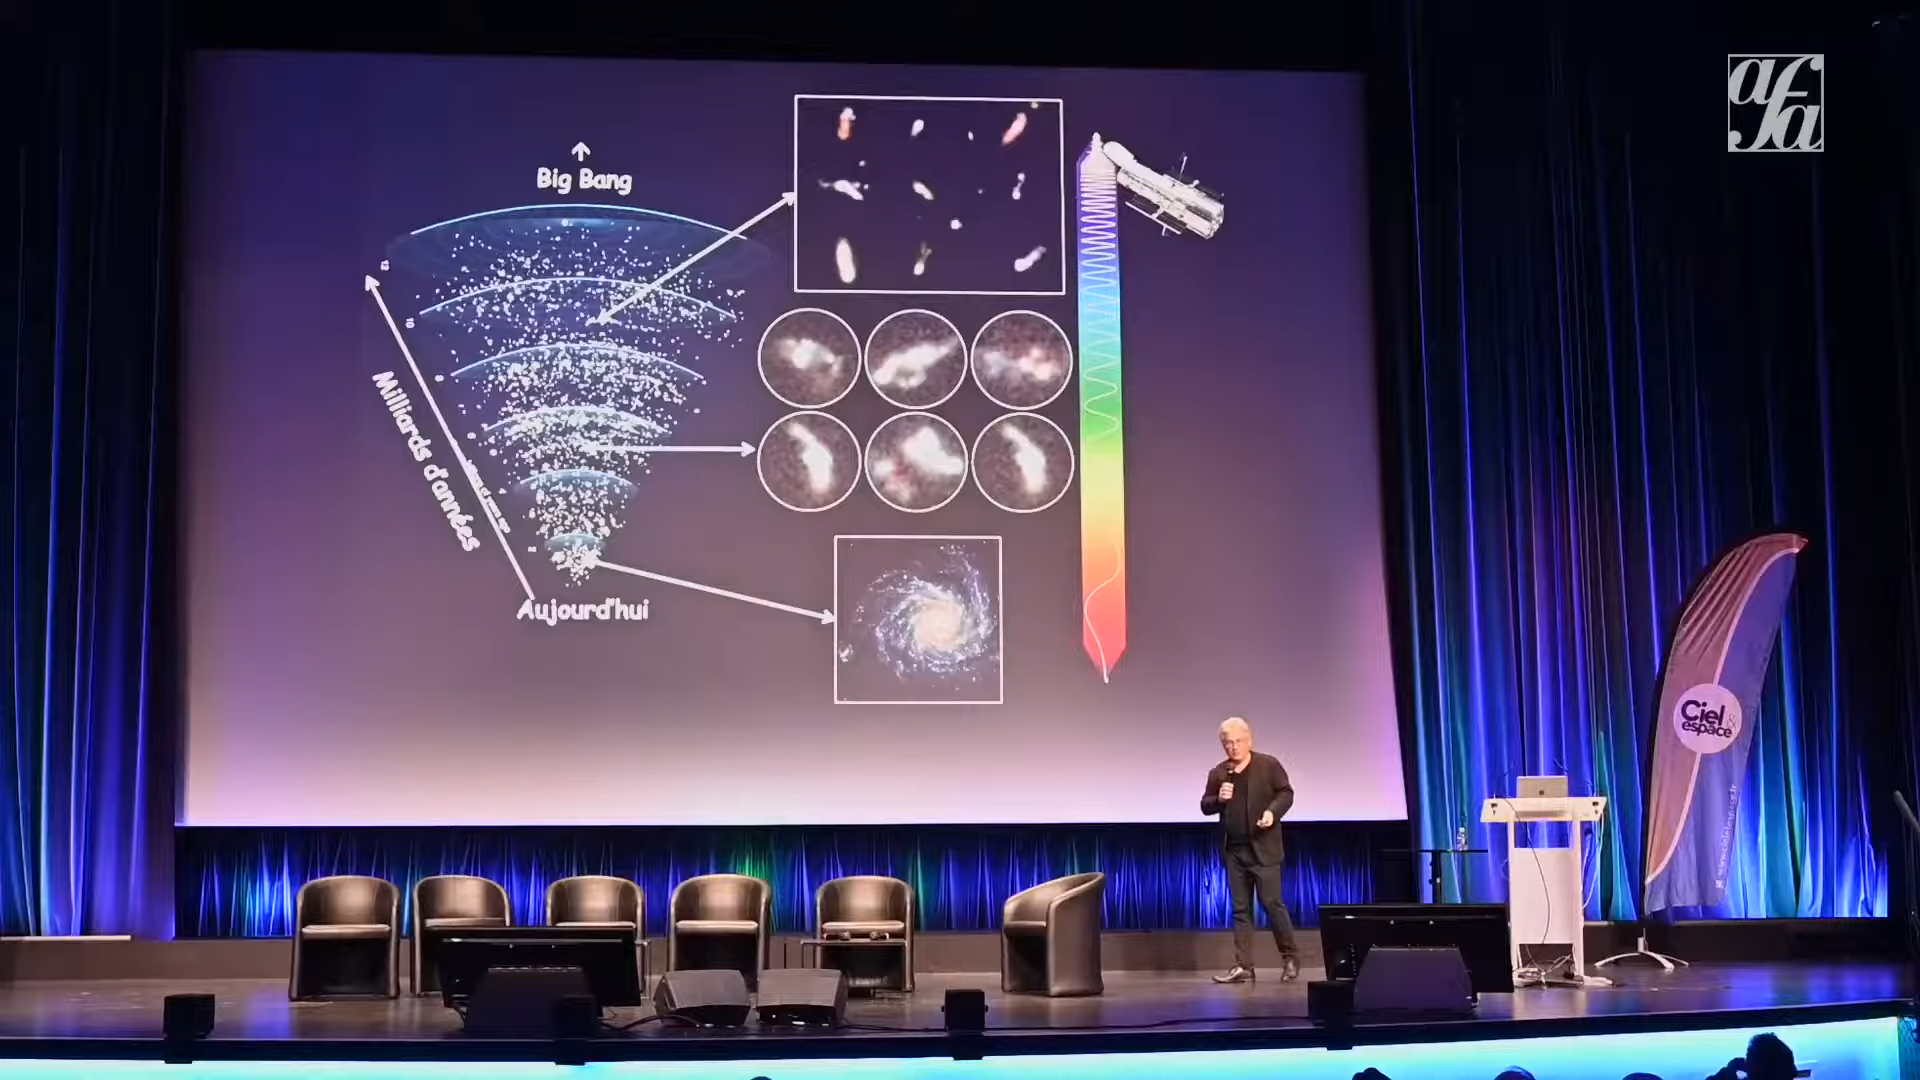 afa
Big Bang
Milliards d'années
Aujourd'hui
Ciel &
espace